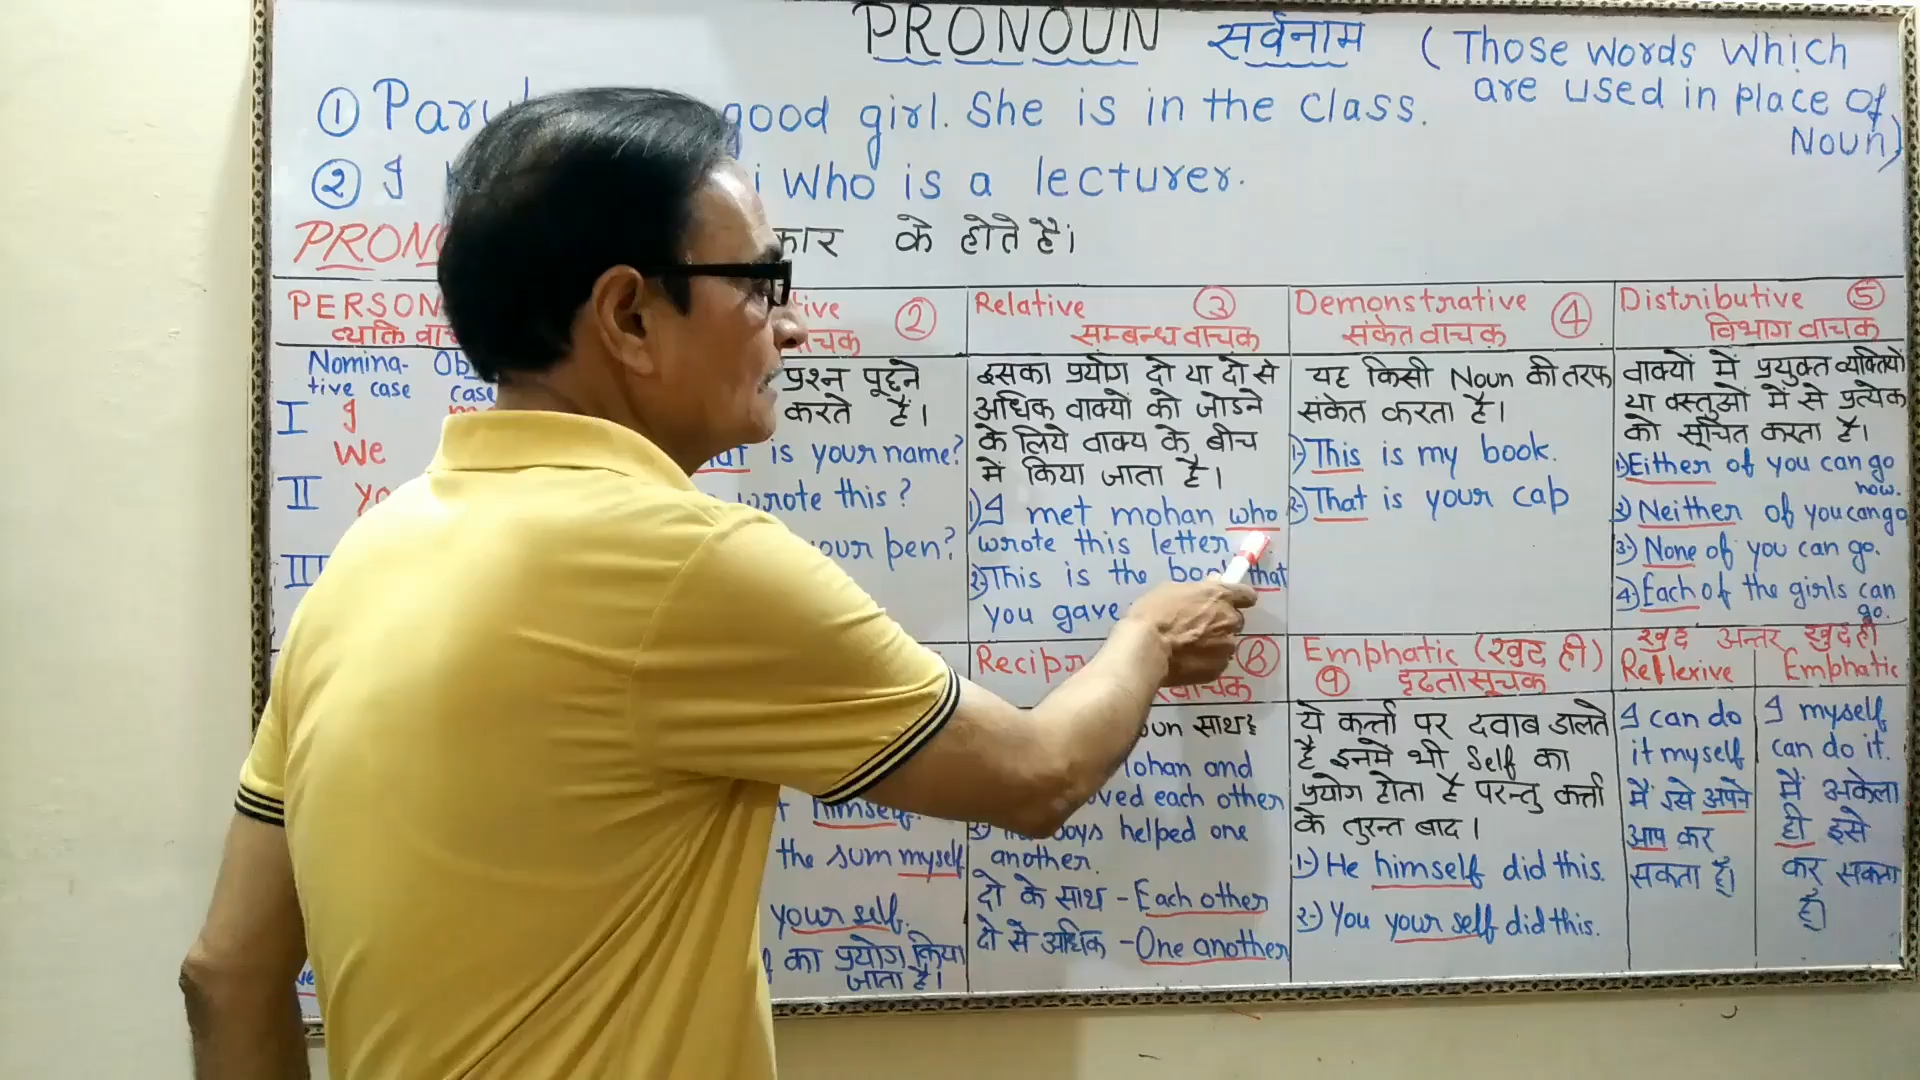 PRONOUN सर्वनाम (Those words which
are used in place of
Noun)
① Paru good girl. She is in the class.
② I i who is a lecturer.
PRONO कार के होते है।
PERSON
व्यक्ति वाच
tive ②
वाचक
Relative ③
सम्बन्ध वाचक
Demonstrative ④
संकेत वाचक
Distributive ⑤
विभाग वाचक
Nomina- Ob
tive case case
I I
We
II yo
III
प्रश्न पूछने
करते हैं।
is your name?
wrote this?
our pen?
इसका प्रयोग दो या दो से
अधिक वाक्यों को जोडने
के लिये वाक्य के बीच
में किया जाता है।
1) I met mohan who
wrote this letter
2) This is the book that
you gave
यह किसी Noun की तरफ
संकेत करता है।
1-) This is my book.
2-) That is your cap
वाक्यों में प्रयुक्त व्यक्तियों
या वस्तुओं में से प्रत्येक
को सूचित करता है।
1) Either of you can go
now.
2) Neither of you can go
3-) None of you can go.
4-) Each of the girls can
go.
himself.
the sum myself
your self.
का प्रयोग किया
जाता है।
Recipr ⑧
वाचक
oun साथ
ohan and
oved each other
boys helped one
another.
दो के साथ - Each other
दो से अधिक - One another
Emphatic (खुद ही)
⑨ दृढतासूचक
ये कर्त्ता पर दवाब डालते
है इनमे भी Self का
प्रयोग होता है परन्तु कर्त्ता
के तुरन्त बाद।
1-) He himself did this.
2-) You your self did this.
खुद अन्तर खुद ही
Reflexive Emphatic
I can do
it myself
मैं इसे अपने
आप कर
सकता हूँ।
I myself
can do it.
मैं अकेला
ही इसे
कर सकता
हूँ।